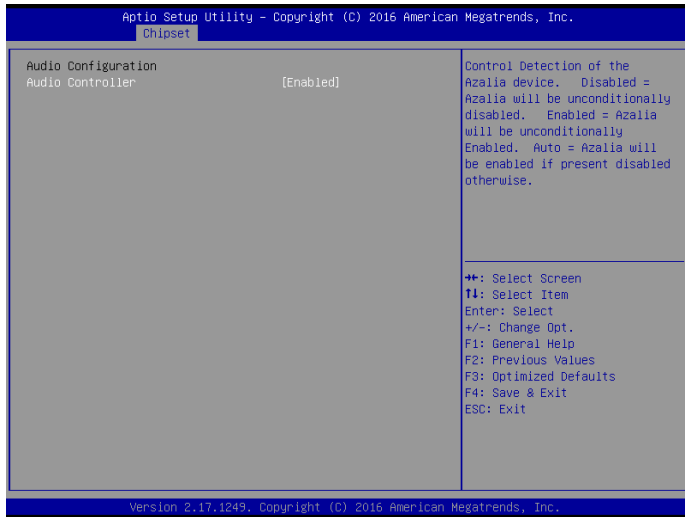 Aptio Setup Utility – Copyright (C) 2016 American Megatrends, Inc.
Chipset
Audio Configuration
Audio Controller [Enabled]
Control Detection of the
Azalia device. Disabled =
Azalia will be unconditionally
disabled. Enabled = Azalia
will be unconditionally
Enabled. Auto = Azalia will
be enabled if present disabled
otherwise.
→←: Select Screen
↑↓: Select Item
Enter: Select
+/-: Change Opt.
F1: General Help
F2: Previous Values
F3: Optimized Defaults
F4: Save & Exit
ESC: Exit
Version 2.17.1249. Copyright (C) 2016 American Megatrends, Inc.